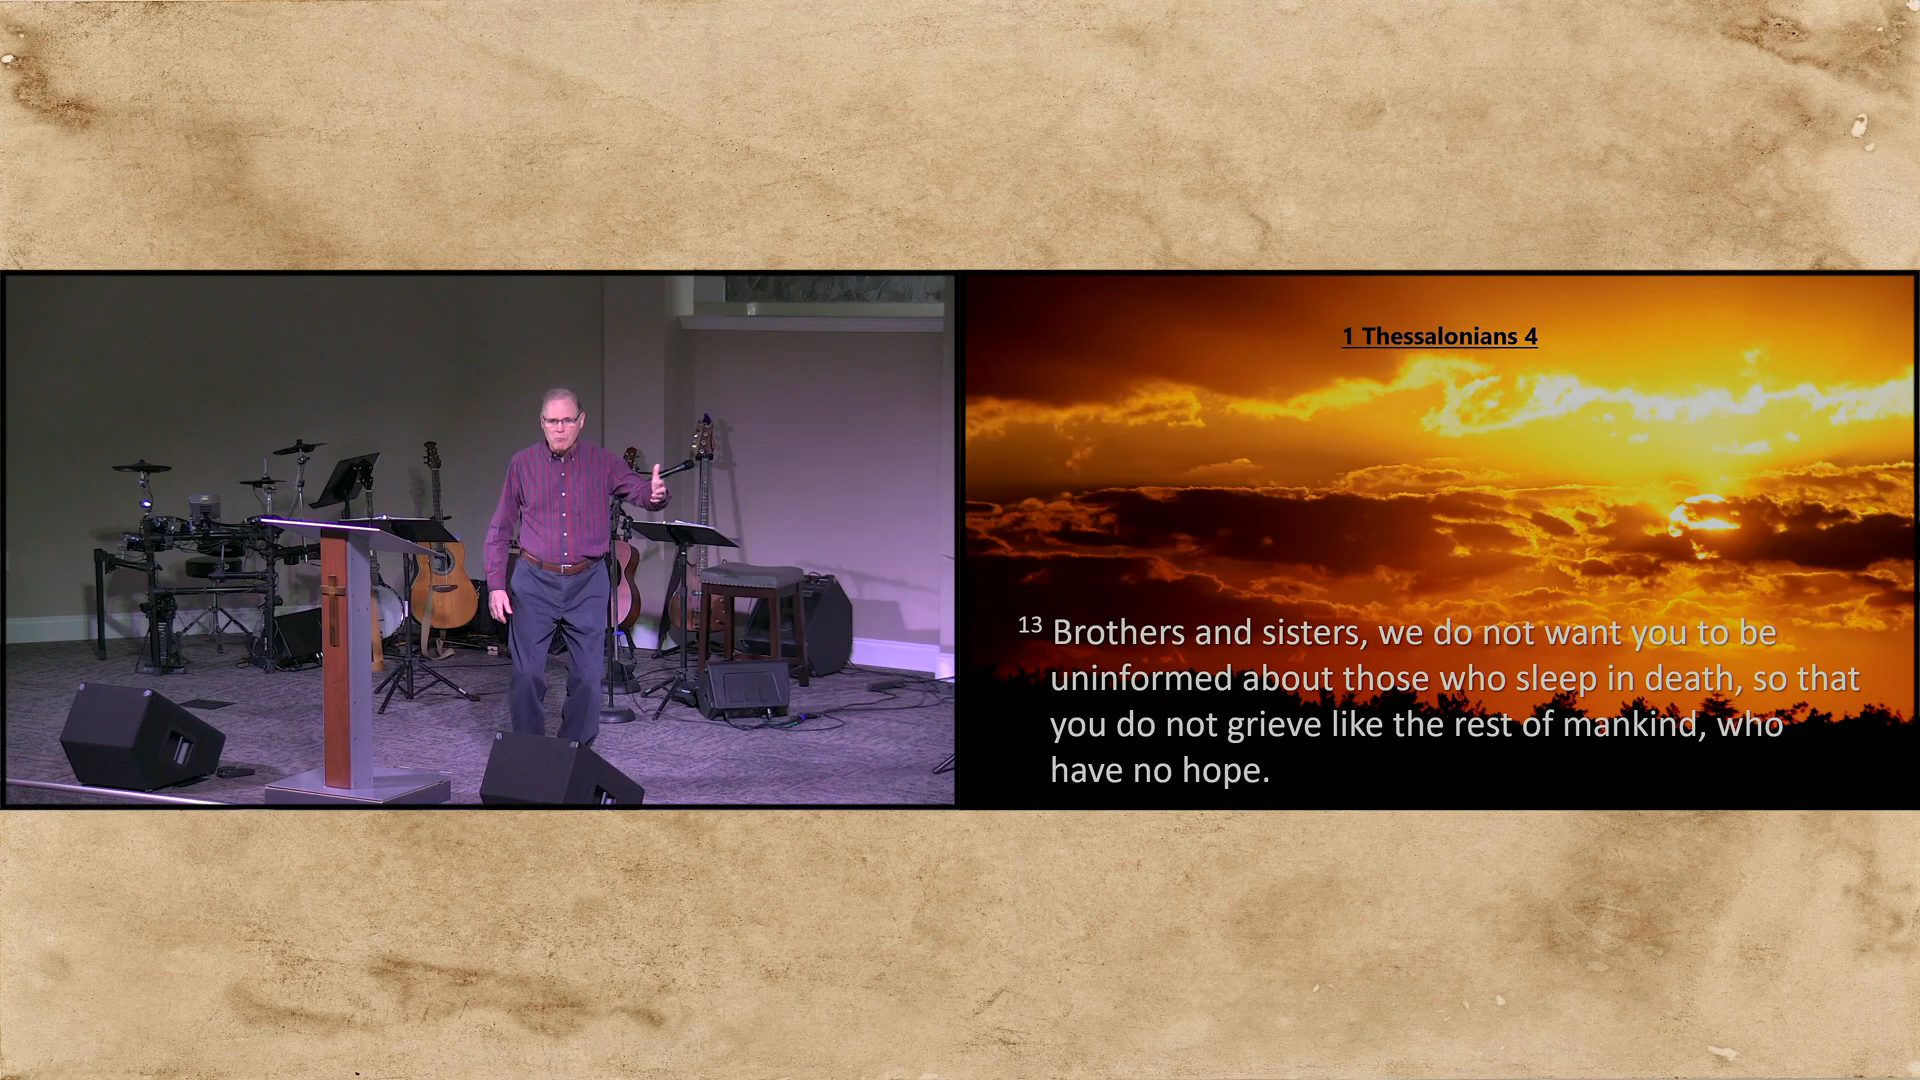 1 Thessalonians 4
13 Brothers and sisters, we do not want you to be
uninformed about those who sleep in death, so that
you do not grieve like the rest of mankind, who
have no hope.